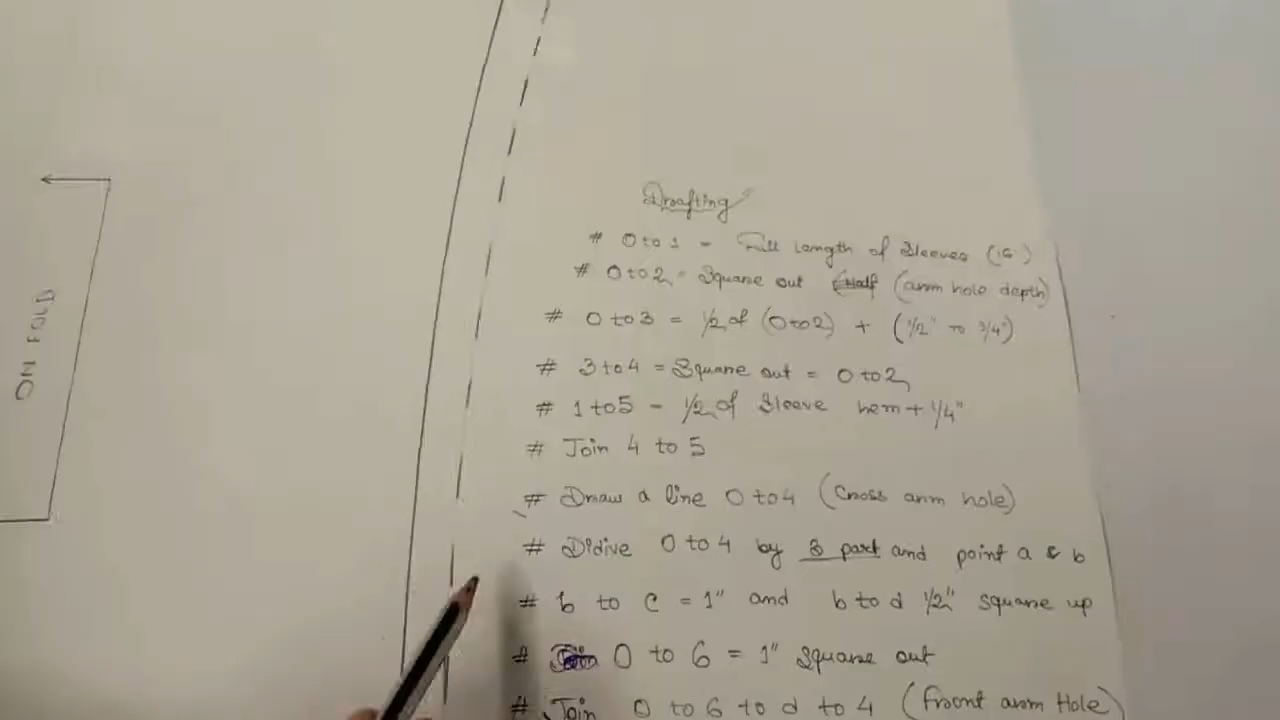 ON FOLD
Drafting
# 0 to 1 - Full Length of Sleeves (16)
# 0 to 2 = Square out (Half (arm hole depth)
# 0 to 3 = 1/2 of (0 to 2) + (1/2" to 3/4")
# 3 to 4 = Square out = 0 to 2
# 1 to 5 - 1/2 of Sleeve hem + 1/4"
# Join 4 to 5
# Draw a line 0 to 4 (Cross arm hole)
# Didive 0 to 4 by 3 part and point a & b
# b to c = 1" and b to d 1/2" square up
# 0 to 6 = 1" Square out
# Join 0 to 6 to d to 4 (Front arm Hole)